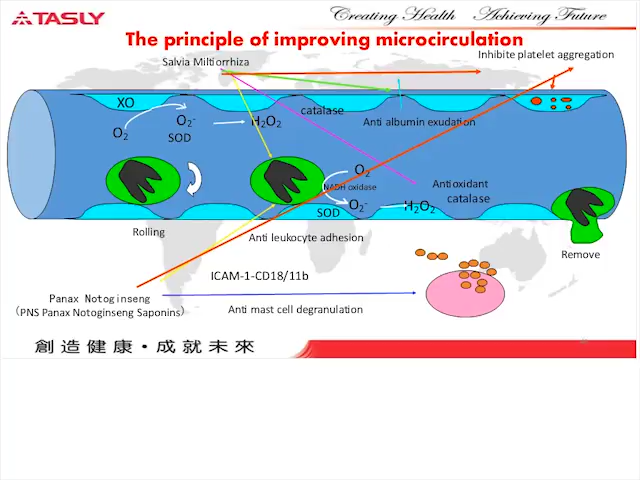 TASLY
Creating Health Achieving Future
The principle of improving microcirculation
Salvia Miltiorrhiza
Inhibite platelet aggregation
XO
catalase
O₂
O₂⁻
SOD
H₂O₂
Anti albumin exudation
O₂
NADH oxidase
O₂⁻
SOD
H₂O₂
Antioxidant
catalase
Rolling
Anti leukocyte adhesion
Remove
ICAM-1-CD18/11b
Panax Notoginseng
（PNS Panax Notoginseng Saponins）
Anti mast cell degranulation
創造健康・成就未來